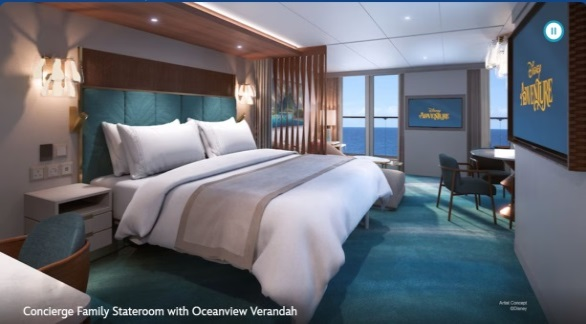 Disney
ADVENTURE
Disney
ADVENTURE
Artist Concept
©Disney
Concierge Family Stateroom with Oceanview Verandah